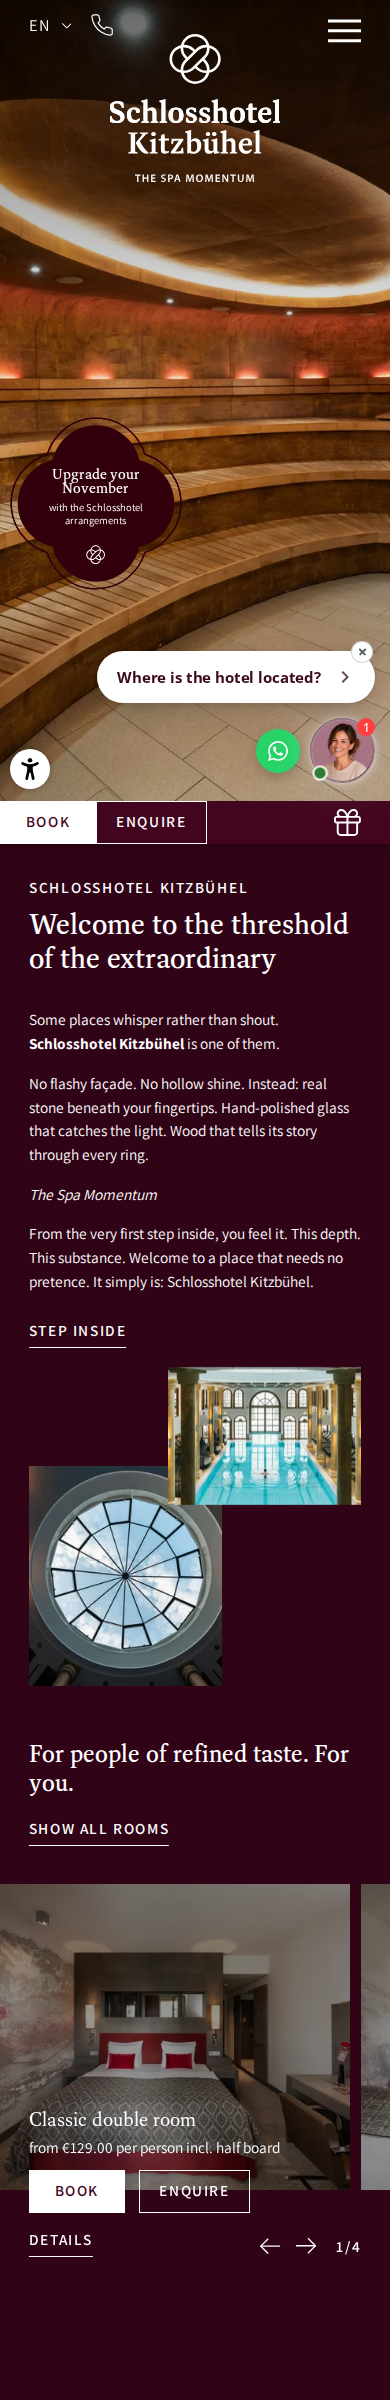 EN
Schlosshotel
Kitzbühel
THE SPA MOMENTUM
Upgrade your
November
with the Schlosshotel
arrangements
Where is the hotel located?
1
BOOK
ENQUIRE
SCHLOSSHOTEL KITZBÜHEL
Welcome to the threshold
of the extraordinary
Some places whisper rather than shout.
Schlosshotel Kitzbühel is one of them.
No flashy façade. No hollow shine. Instead: real
stone beneath your fingertips. Hand-polished glass
that catches the light. Wood that tells its story
through every ring.
The Spa Momentum
From the very first step inside, you feel it. This depth.
This substance. Welcome to a place that needs no
pretence. It simply is: Schlosshotel Kitzbühel.
STEP INSIDE
For people of refined taste. For
you.
SHOW ALL ROOMS
Classic double room
from €129.00 per person incl. half board
BOOK
ENQUIRE
DETAILS
1/4